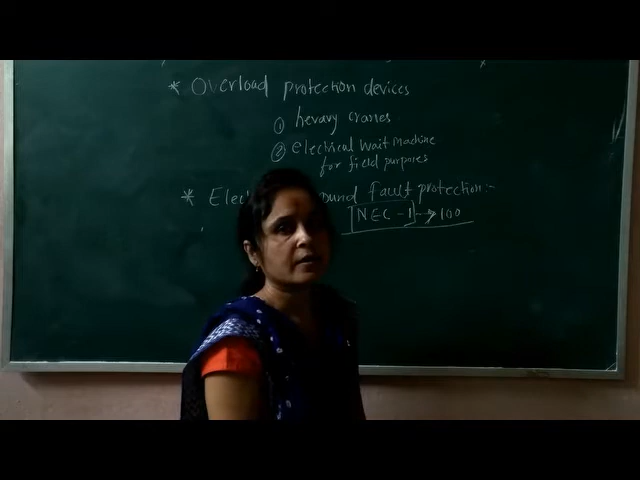 * Overload protection devices
① hevavy cranes
② electrical wait machine
for field purposes
* Elec und fault protection:-
NEC - 1 → 100